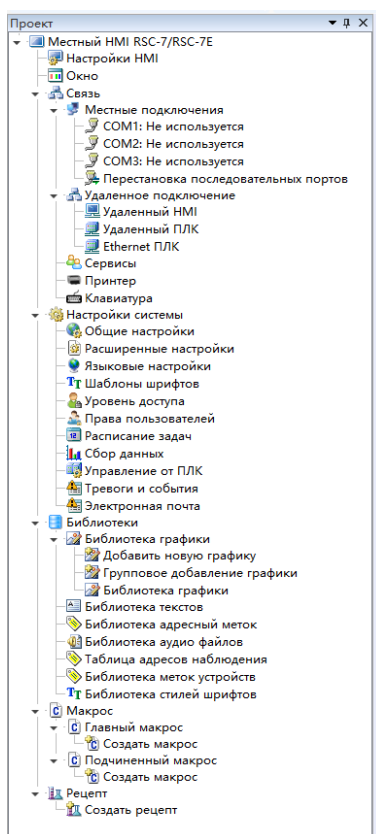 Проект
Местный HMI RSC-7/RSC-7E
Настройки HMI
Окно
Связь
Местные подключения
COM1: Не используется
COM2: Не используется
COM3: Не используется
Перестановка последовательных портов
Удаленное подключение
Удаленный HMI
Удаленный ПЛК
Ethernet ПЛК
Сервисы
Принтер
Клавиатура
Настройки системы
Общие настройки
Расширенные настройки
Языковые настройки
Шаблоны шрифтов
Уровень доступа
Права пользователей
Расписание задач
Сбор данных
Управление от ПЛК
Тревоги и события
Электронная почта
Библиотеки
Библиотека графики
Добавить новую графику
Групповое добавление графики
Библиотека графики
Библиотека текстов
Библиотека адресный меток
Библиотека аудио файлов
Таблица адресов наблюдения
Библиотека меток устройств
Библиотека стилей шрифтов
Макрос
Главный макрос
Создать макрос
Подчиненный макрос
Создать макрос
Рецепт
Создать рецепт